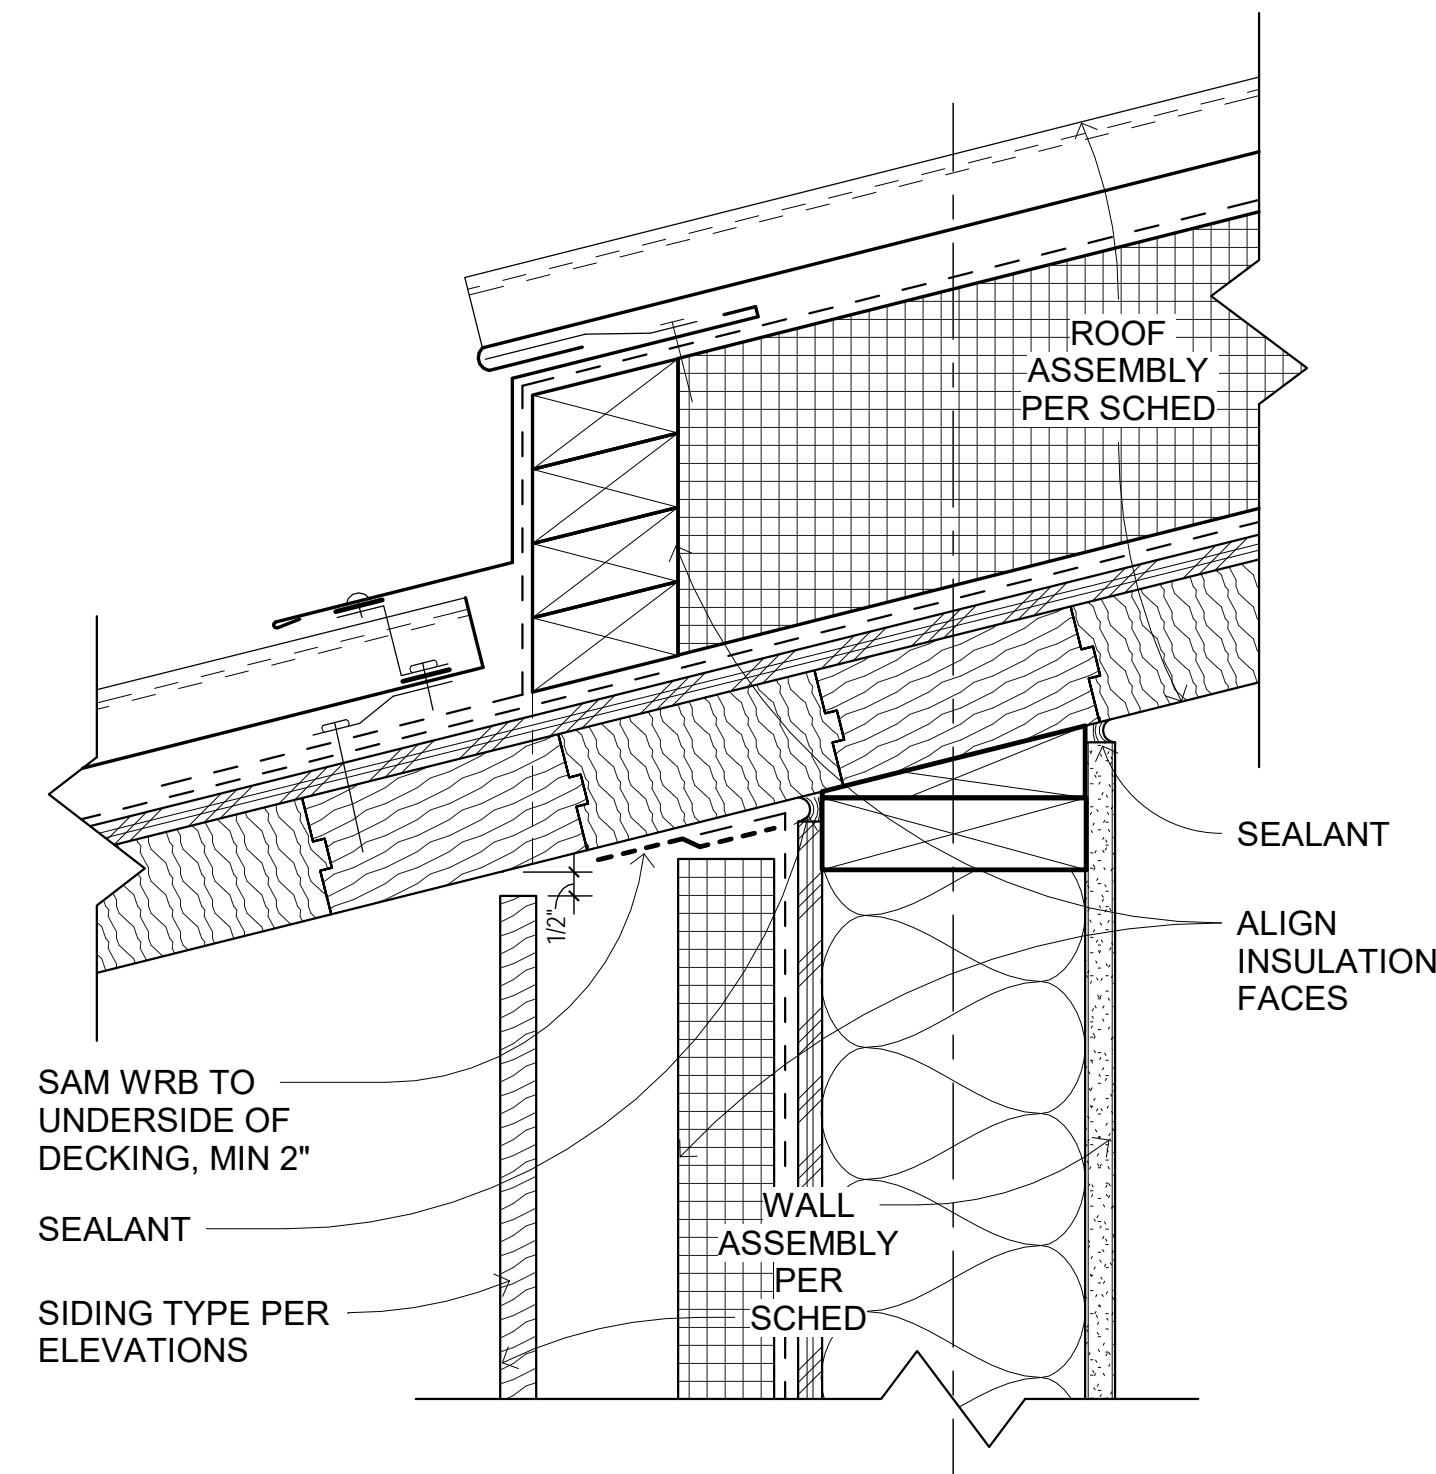 ROOF
ASSEMBLY
PER SCHED
SEALANT
ALIGN
INSULATION
FACES
1/2"
SAM WRB TO
UNDERSIDE OF
DECKING, MIN 2"
SEALANT
SIDING TYPE PER
ELEVATIONS
WALL
ASSEMBLY
PER
SCHED